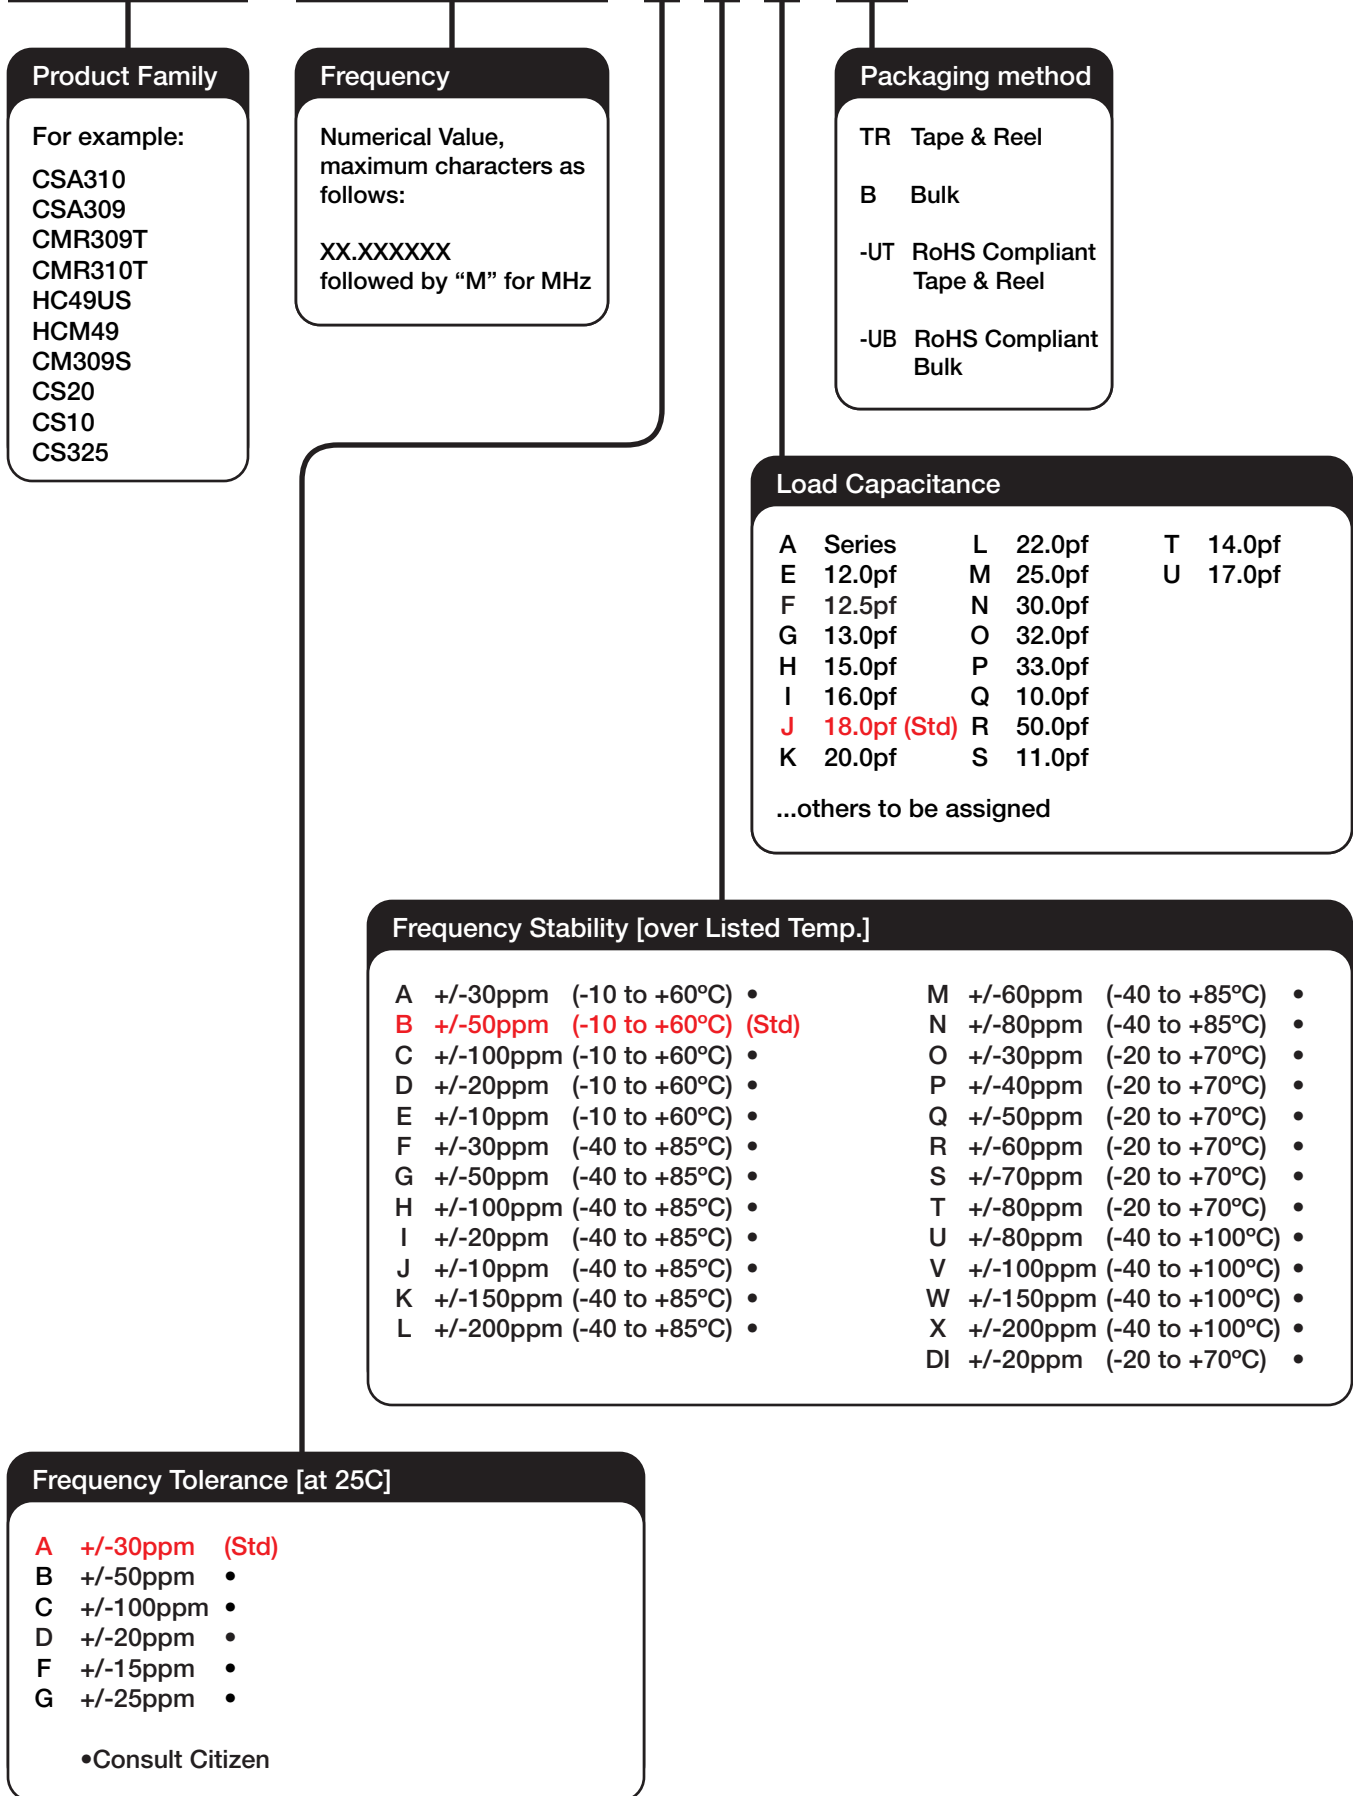 Product Family
For example:
CSA310
CSA309
CMR309T
CMR310T
HC49US
HCM49
CM309S
CS20
CS10
CS325
Frequency
Numerical Value,
maximum characters as
follows:
XX.XXXXXX
followed by “M” for MHz
Packaging method
TR Tape & Reel
B Bulk
-UT RoHS Compliant
Tape & Reel
-UB RoHS Compliant
Bulk
Load Capacitance
A Series L 22.0pf T 14.0pf
E 12.0pf M 25.0pf U 17.0pf
F 12.5pf N 30.0pf
G 13.0pf O 32.0pf
H 15.0pf P 33.0pf
I 16.0pf Q 10.0pf
J 18.0pf (Std) R 50.0pf
K 20.0pf S 11.0pf
...others to be assigned
Frequency Stability [over Listed Temp.]
A +/-30ppm (-10 to +60ºC) •
B +/-50ppm (-10 to +60ºC) (Std)
C +/-100ppm (-10 to +60ºC) •
D +/-20ppm (-10 to +60ºC) •
E +/-10ppm (-10 to +60ºC) •
F +/-30ppm (-40 to +85ºC) •
G +/-50ppm (-40 to +85ºC) •
H +/-100ppm (-40 to +85ºC) •
I +/-20ppm (-40 to +85ºC) •
J +/-10ppm (-40 to +85ºC) •
K +/-150ppm (-40 to +85ºC) •
L +/-200ppm (-40 to +85ºC) •
M +/-60ppm (-40 to +85ºC) •
N +/-80ppm (-40 to +85ºC) •
O +/-30ppm (-20 to +70ºC) •
P +/-40ppm (-20 to +70ºC) •
Q +/-50ppm (-20 to +70ºC) •
R +/-60ppm (-20 to +70ºC) •
S +/-70ppm (-20 to +70ºC) •
T +/-80ppm (-20 to +70ºC) •
U +/-80ppm (-40 to +100ºC) •
V +/-100ppm (-40 to +100ºC) •
W +/-150ppm (-40 to +100ºC) •
X +/-200ppm (-40 to +100ºC) •
DI +/-20ppm (-20 to +70ºC) •
Frequency Tolerance [at 25C]
A +/-30ppm (Std)
B +/-50ppm •
C +/-100ppm •
D +/-20ppm •
F +/-15ppm •
G +/-25ppm •
•Consult Citizen